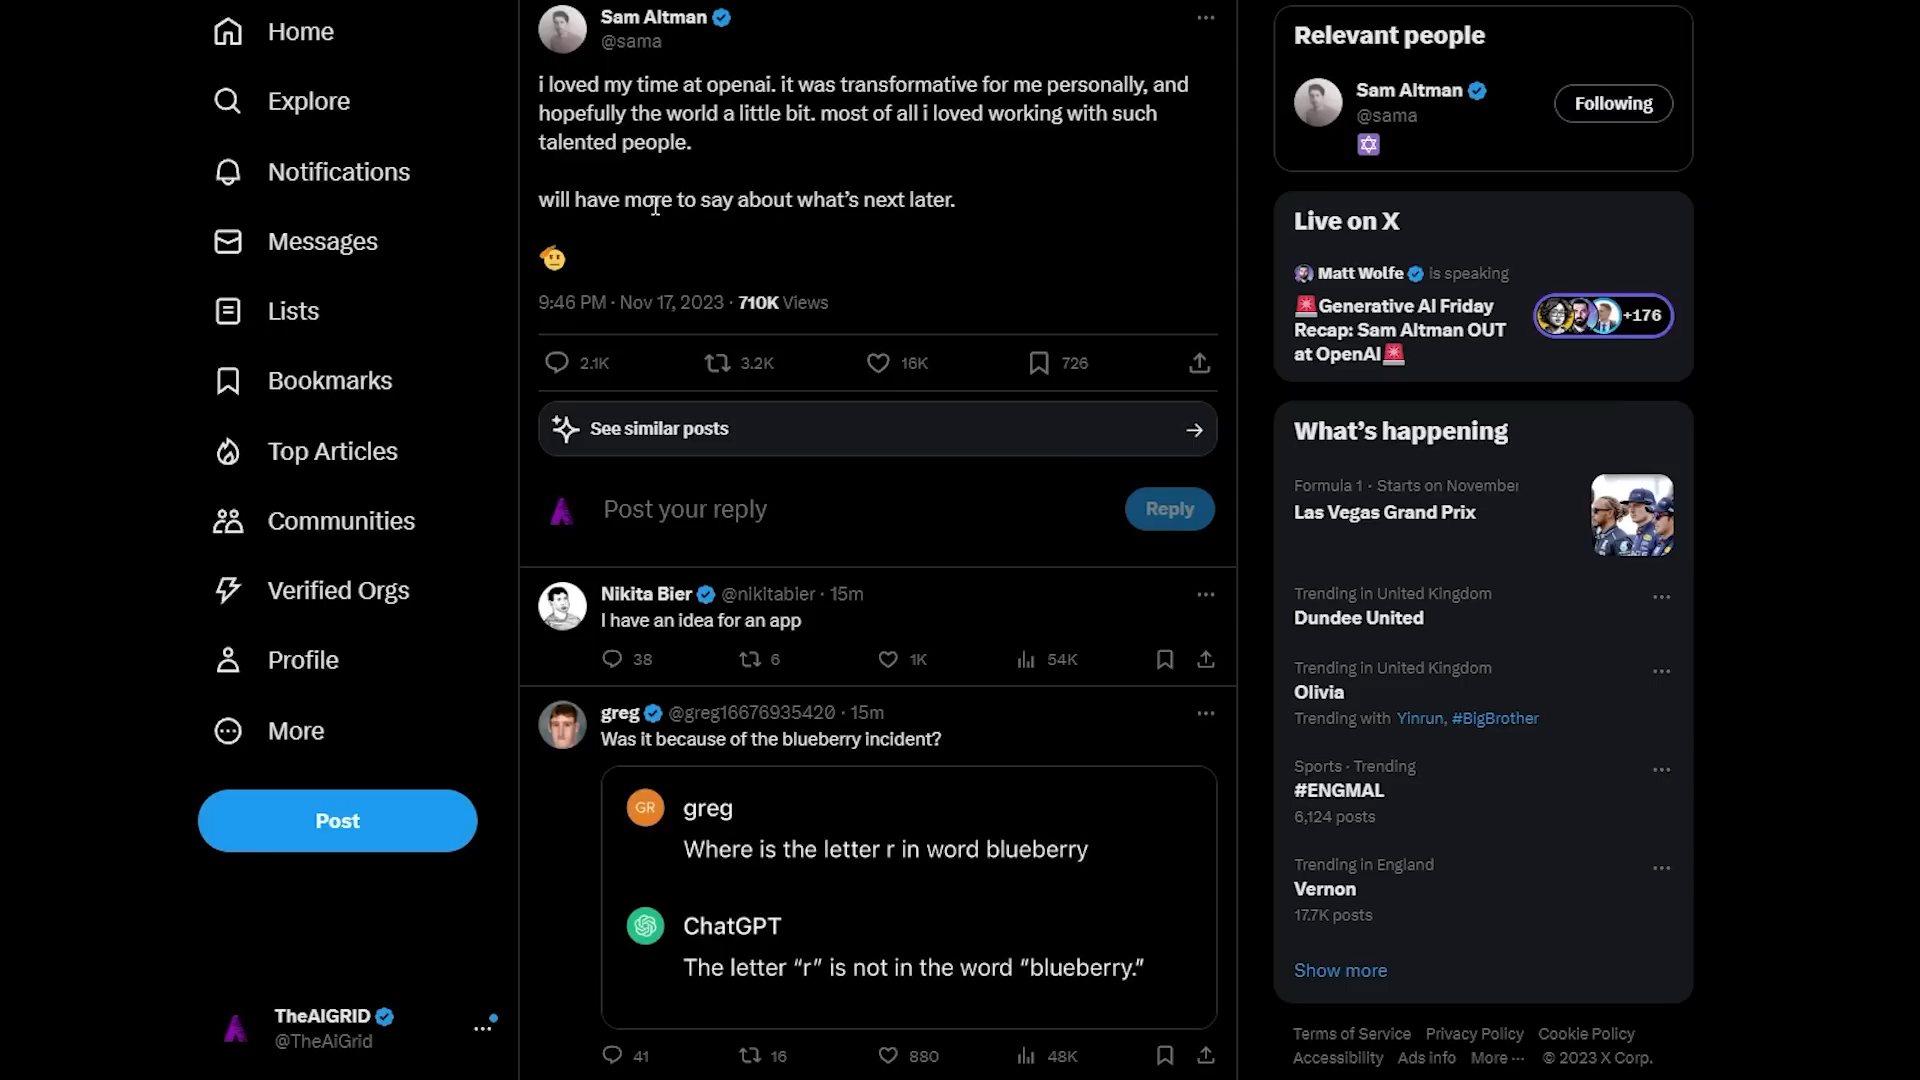 Home
Explore
Notifications
Messages
Lists
Bookmarks
Top Articles
Communities
Verified Orgs
Profile
More
Post
TheAIGRID
@TheAiGrid
Sam Altman
@sama
i loved my time at openai. it was transformative for me personally, and
hopefully the world a little bit. most of all i loved working with such
talented people.
will have more to say about what’s next later.
9:46 PM · Nov 17, 2023 · 710K Views
2.1K 3.2K 16K 726
See similar posts
Post your reply
Reply
Nikita Bier @nikitabier · 15m
I have an idea for an app
38 6 1K 54K
greg @greg16676935420 · 15m
Was it because of the blueberry incident?
GR greg
Where is the letter r in word blueberry
ChatGPT
The letter “r” is not in the word “blueberry.”
41 16 880 48K
Relevant people
Sam Altman
@sama
Following
Live on X
Matt Wolfe is speaking
🚨Generative AI Friday
Recap: Sam Altman OUT
at OpenAI🚨
+176
What’s happening
Formula 1 · Starts on November
Las Vegas Grand Prix
Trending in United Kingdom
Dundee United
Trending in United Kingdom
Olivia
Trending with Yinrun, #BigBrother
Sports · Trending
#ENGMAL
6,124 posts
Trending in England
Vernon
17.7K posts
Show more
Terms of Service Privacy Policy Cookie Policy
Accessibility Ads info More ··· © 2023 X Corp.